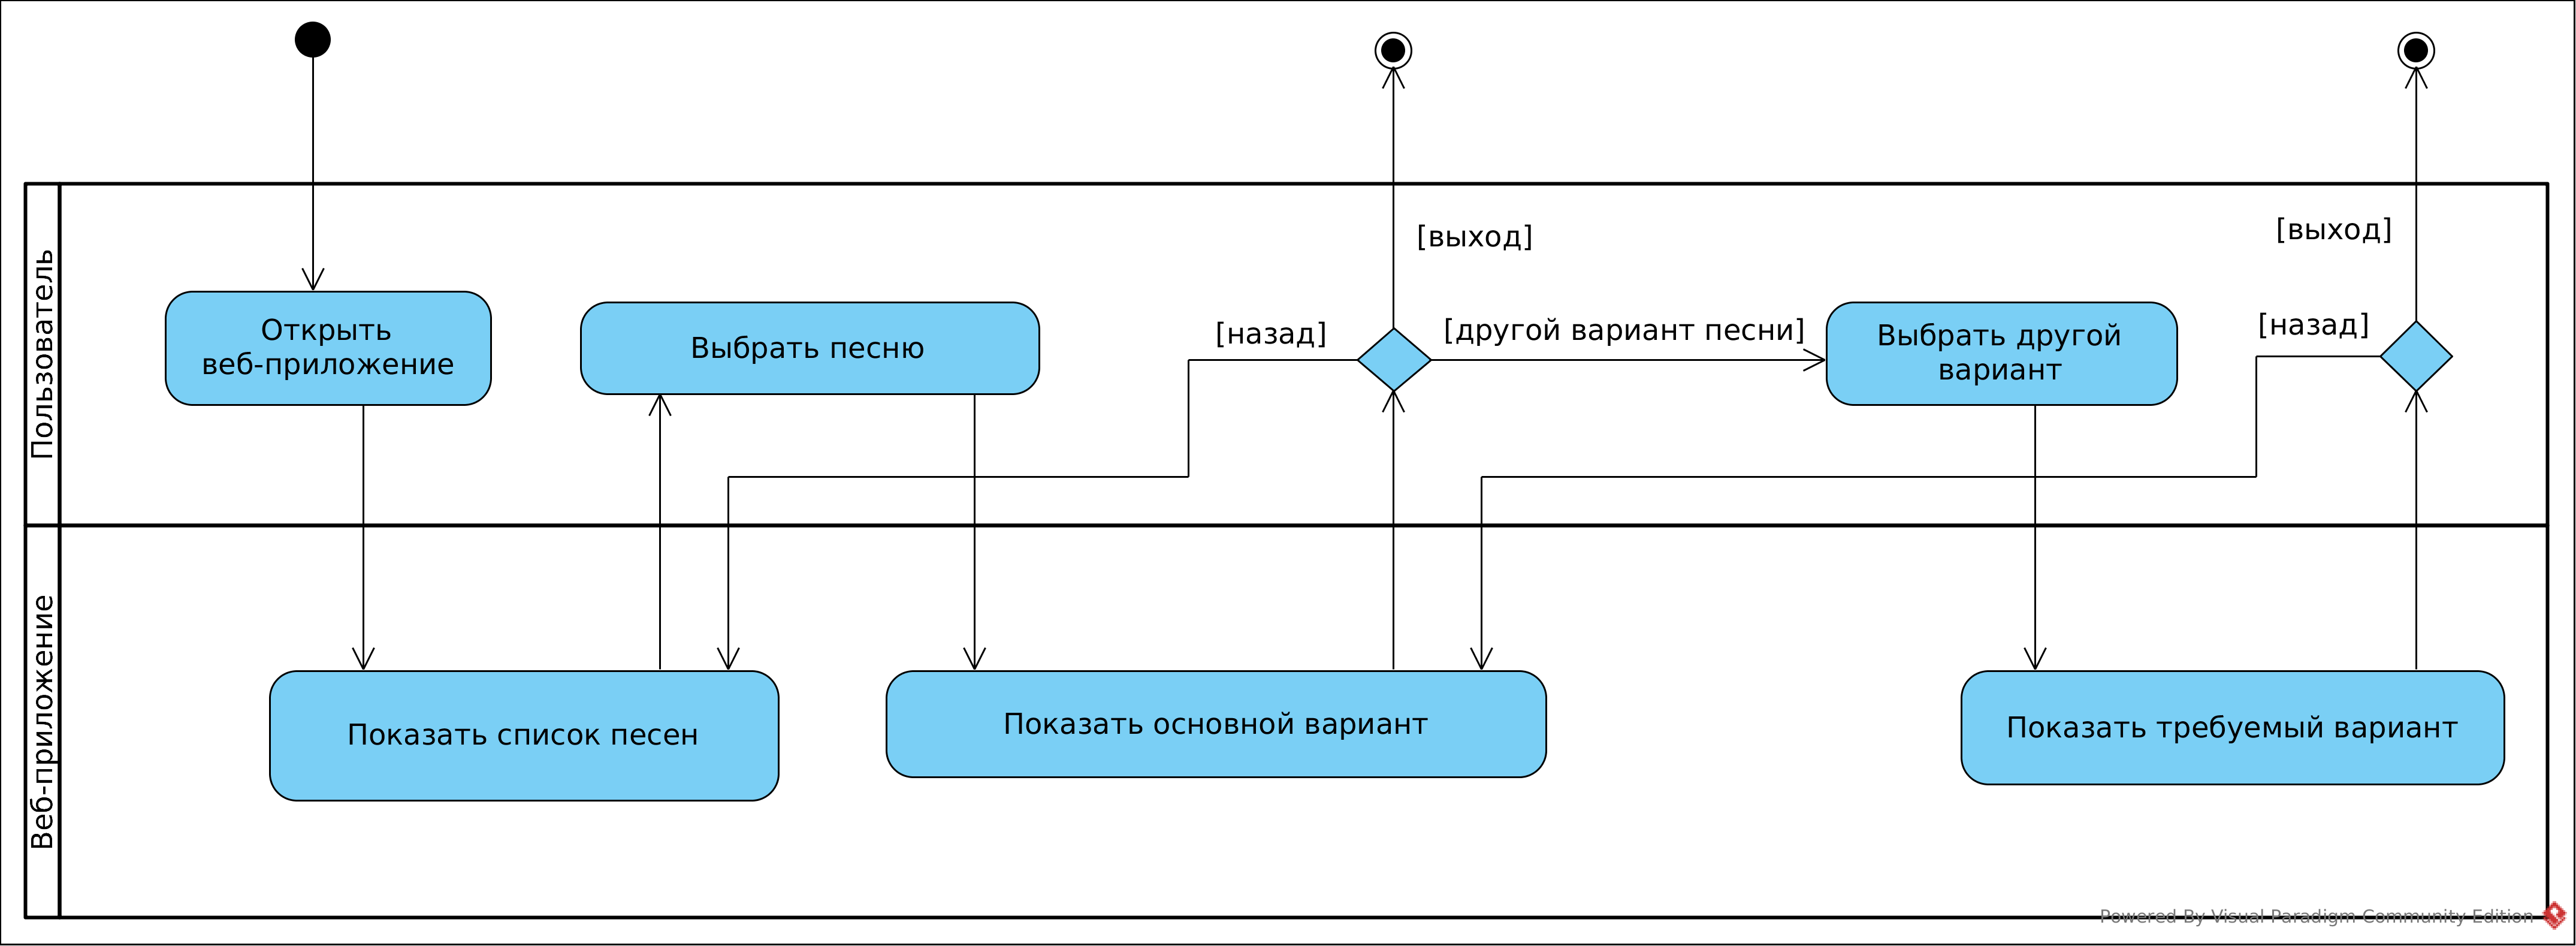 Пользователь
[выход]
[выход]
Открыть
веб-приложение
Выбрать песню
[назад]
[другой вариант песни]
Выбрать другой
вариант
[назад]
Веб-приложение
Показать список песен
Показать основной вариант
Показать требуемый вариант
Powered By Visual Paradigm Community Edition